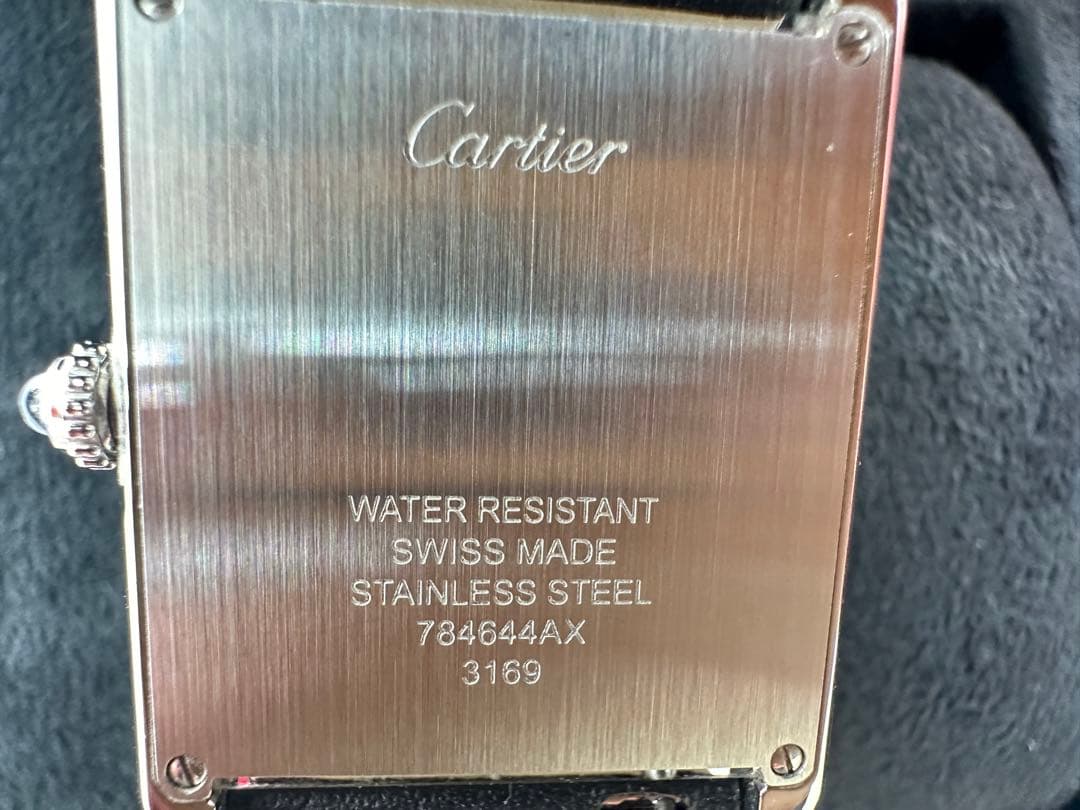 Cartier
WATER RESISTANT
SWISS MADE
STAINLESS STEEL
784644AX
3169